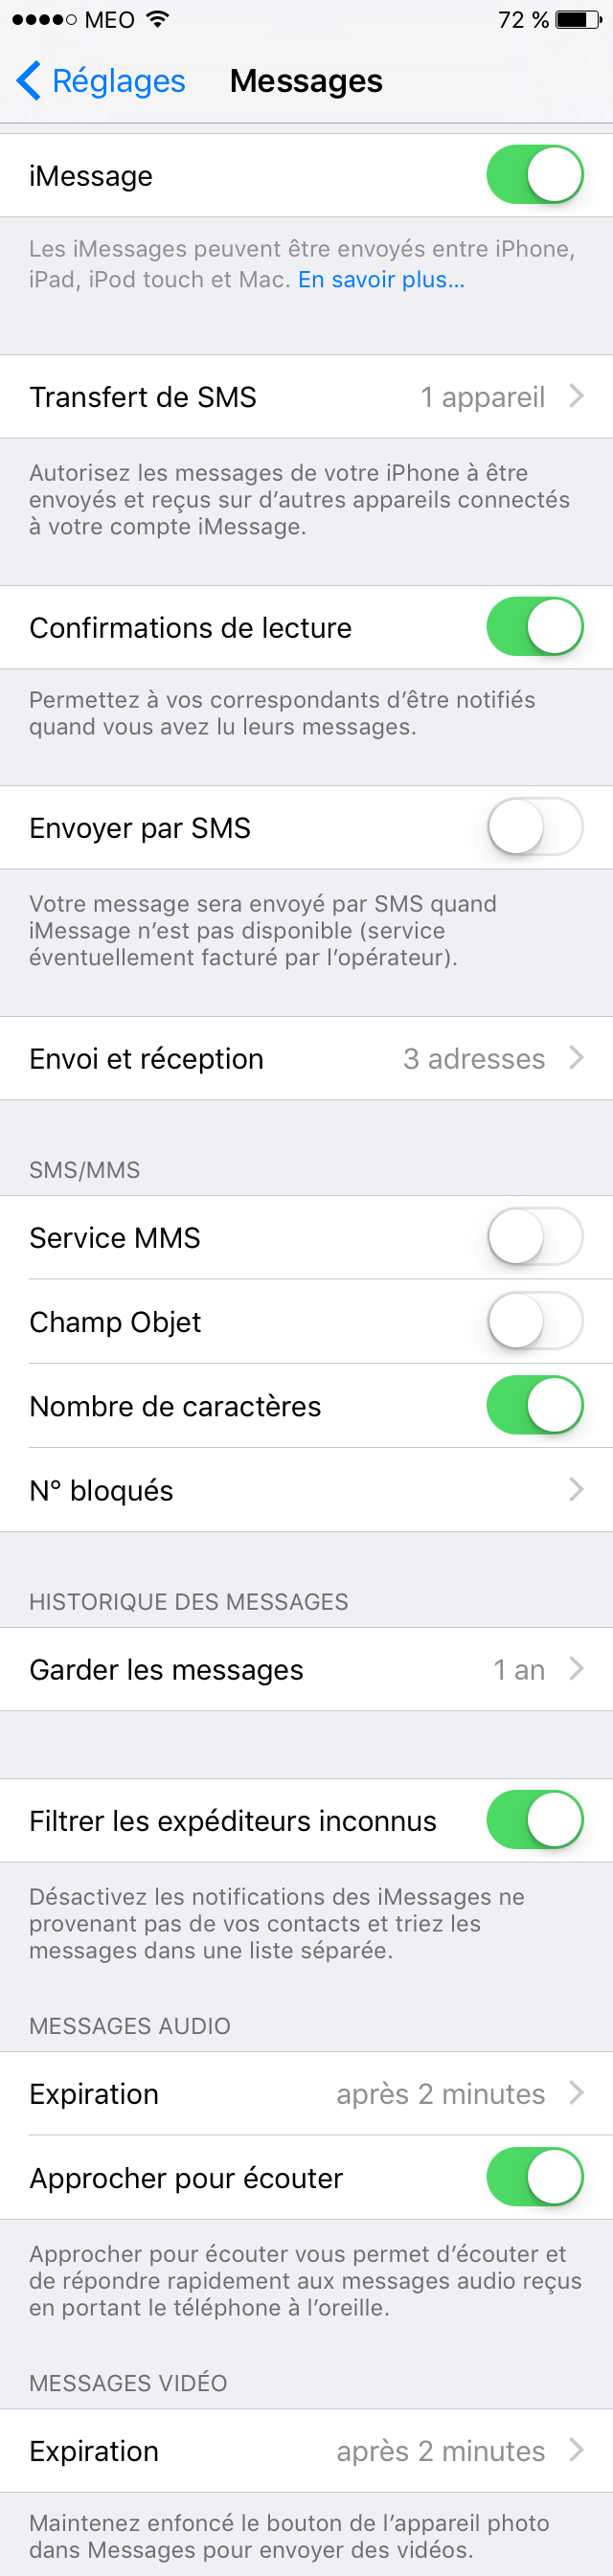 MEO 72 %
Réglages Messages
iMessage
Les iMessages peuvent être envoyés entre iPhone,
iPad, iPod touch et Mac. En savoir plus...
Transfert de SMS 1 appareil
Autorisez les messages de votre iPhone à être
envoyés et reçus sur d’autres appareils connectés
à votre compte iMessage.
Confirmations de lecture
Permettez à vos correspondants d’être notifiés
quand vous avez lu leurs messages.
Envoyer par SMS
Votre message sera envoyé par SMS quand
iMessage n’est pas disponible (service
éventuellement facturé par l’opérateur).
Envoi et réception 3 adresses
SMS/MMS
Service MMS
Champ Objet
Nombre de caractères
N° bloqués
HISTORIQUE DES MESSAGES
Garder les messages 1 an
Filtrer les expéditeurs inconnus
Désactivez les notifications des iMessages ne
provenant pas de vos contacts et triez les
messages dans une liste séparée.
MESSAGES AUDIO
Expiration après 2 minutes
Approcher pour écouter
Approcher pour écouter vous permet d’écouter et
de répondre rapidement aux messages audio reçus
en portant le téléphone à l’oreille.
MESSAGES VIDÉO
Expiration après 2 minutes
Maintenez enfoncé le bouton de l’appareil photo
dans Messages pour envoyer des vidéos.